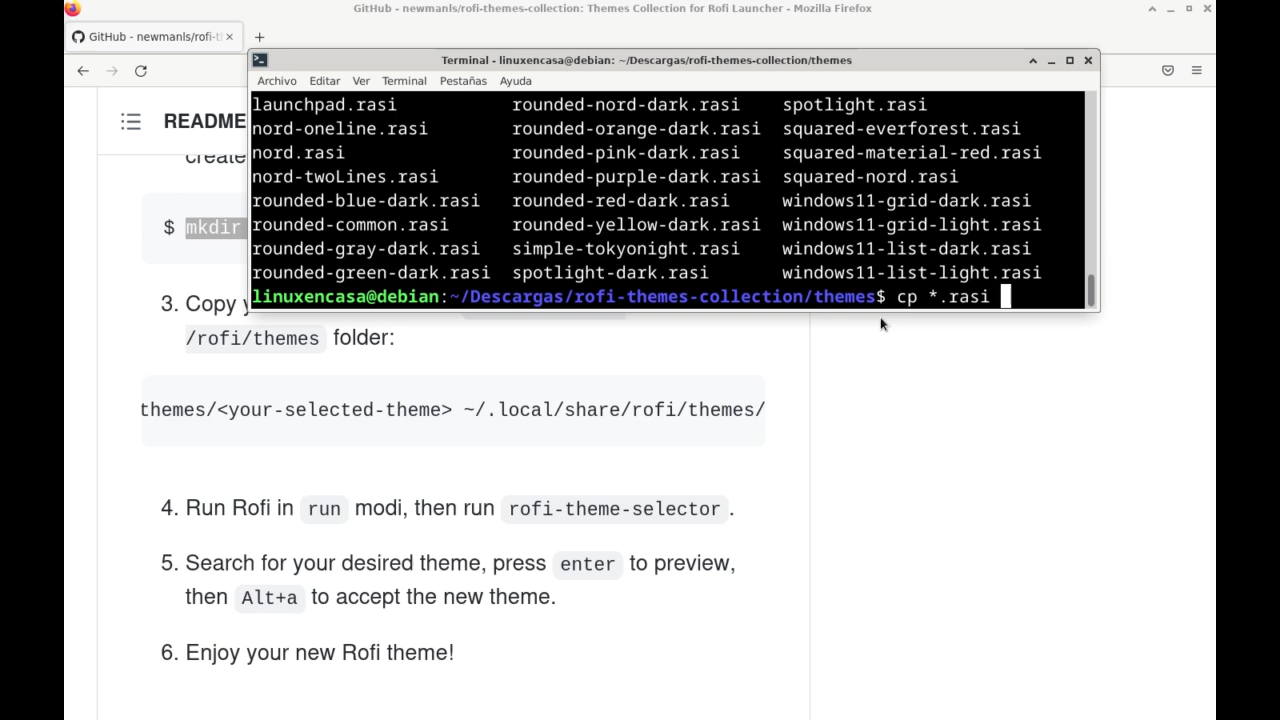 GitHub - newmanls/rofi-themes-collection: Themes Collection for Rofi Launcher - Mozilla Firefox
GitHub - newmanls/rofi-t
Terminal - linuxencasa@debian: ~/Descargas/rofi-themes-collection/themes
Archivo Editar Ver Terminal Pestañas Ayuda
launchpad.rasi rounded-nord-dark.rasi spotlight.rasi
nord-oneline.rasi rounded-orange-dark.rasi squared-everforest.rasi
nord.rasi rounded-pink-dark.rasi squared-material-red.rasi
nord-twoLines.rasi rounded-purple-dark.rasi squared-nord.rasi
rounded-blue-dark.rasi rounded-red-dark.rasi windows11-grid-dark.rasi
rounded-common.rasi rounded-yellow-dark.rasi windows11-grid-light.rasi
rounded-gray-dark.rasi simple-tokyonight.rasi windows11-list-dark.rasi
rounded-green-dark.rasi spotlight-dark.rasi windows11-list-light.rasi
linuxencasa@debian:~/Descargas/rofi-themes-collection/themes$ cp *.rasi
README
create
$ mkdir
3. Copy
/rofi/themes folder:
themes/<your-selected-theme> ~/.local/share/rofi/themes/
4. Run Rofi in run modi, then run rofi-theme-selector.
5. Search for your desired theme, press enter to preview,
then Alt+a to accept the new theme.
6. Enjoy your new Rofi theme!